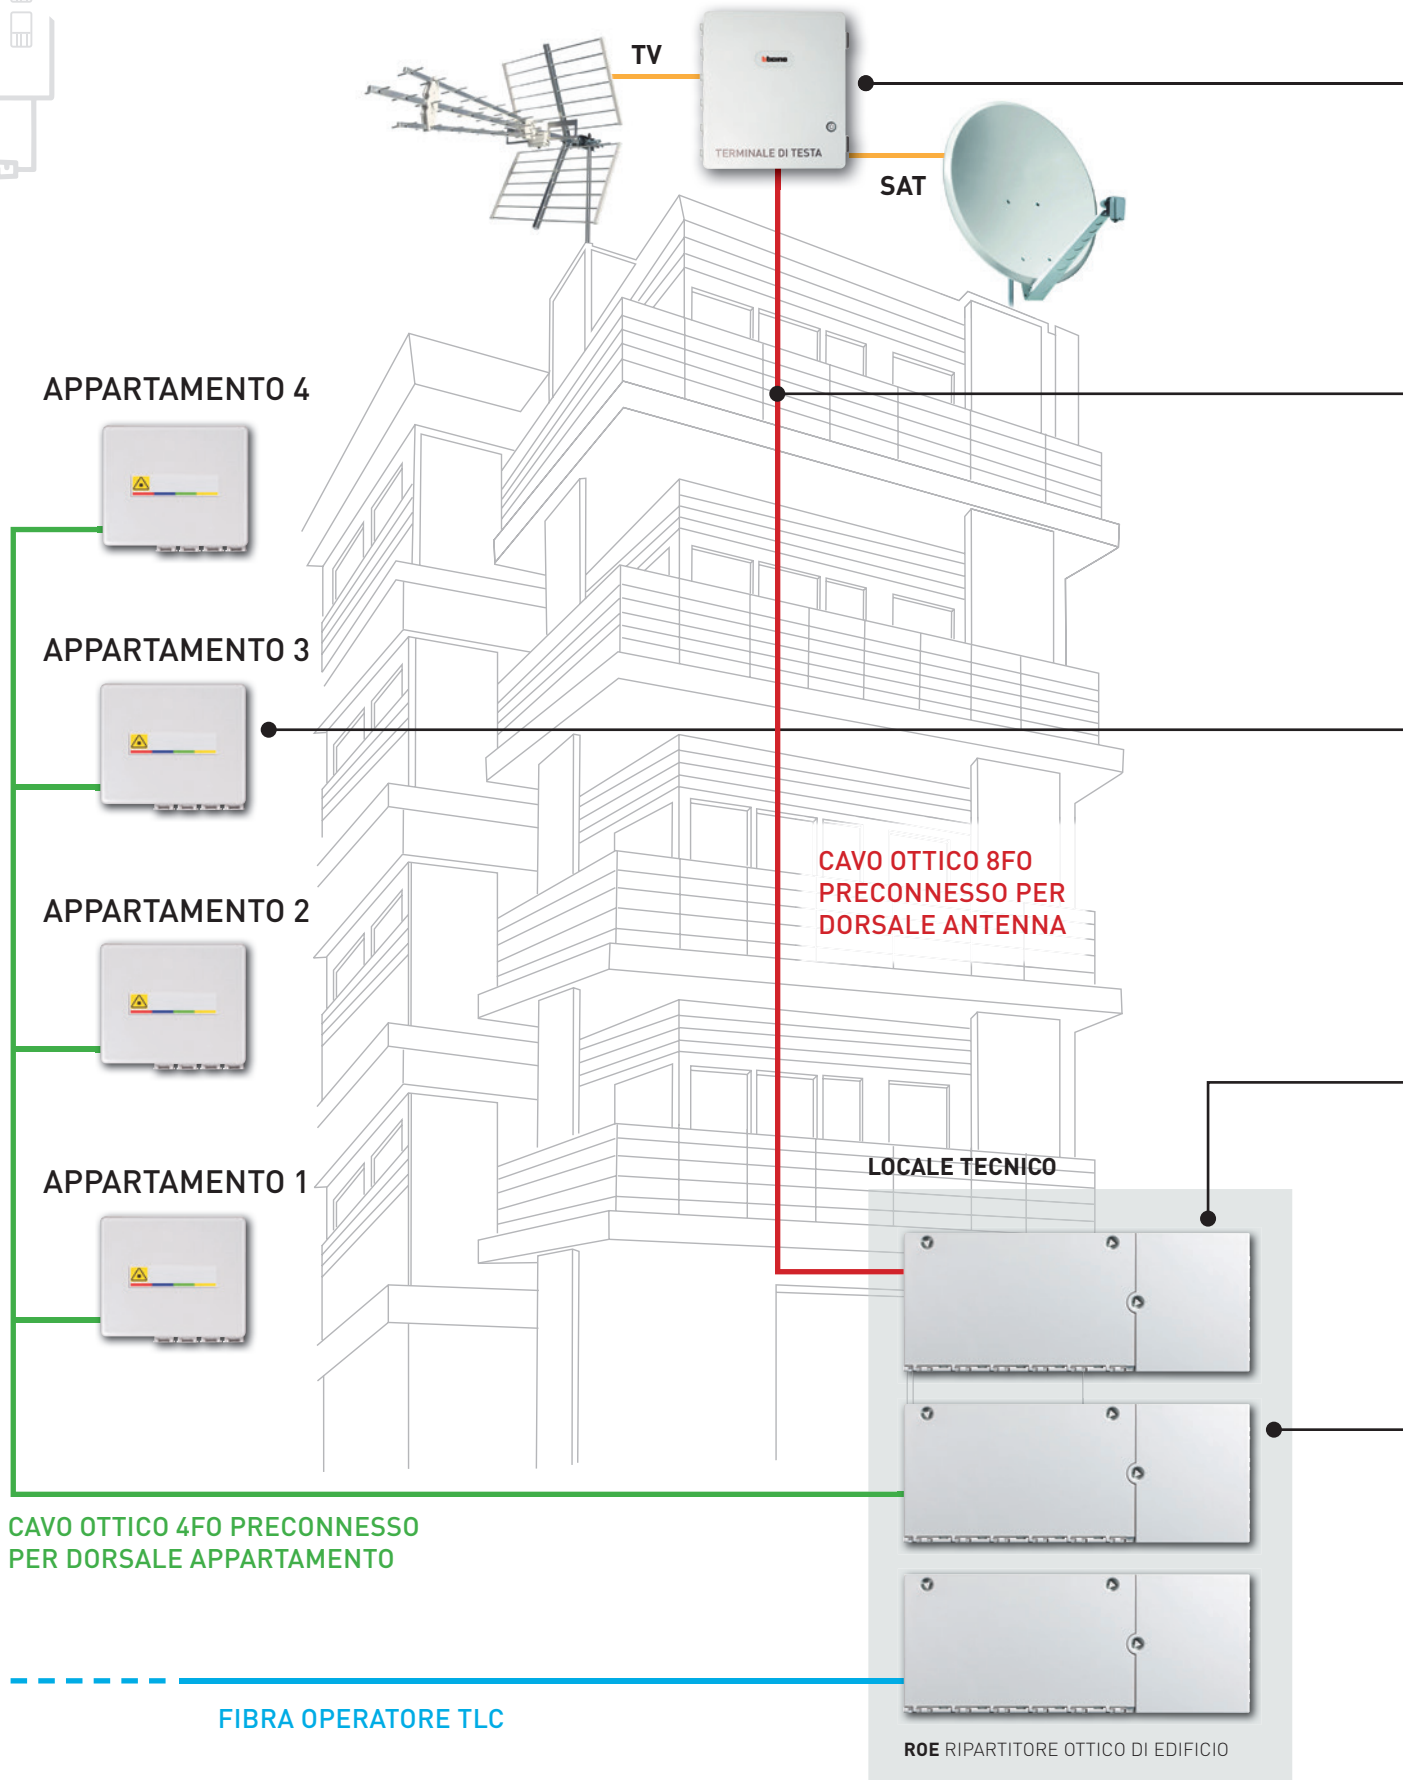 TV
bticino
TERMINALE DI TESTA
SAT
APPARTAMENTO 4
APPARTAMENTO 3
CAVO OTTICO 8FO
PRECONNESSO PER
DORSALE ANTENNA
APPARTAMENTO 2
APPARTAMENTO 1
LOCALE TECNICO
CAVO OTTICO 4FO PRECONNESSO
PER DORSALE APPARTAMENTO
FIBRA OPERATORE TLC
ROE RIPARTITORE OTTICO DI EDIFICIO